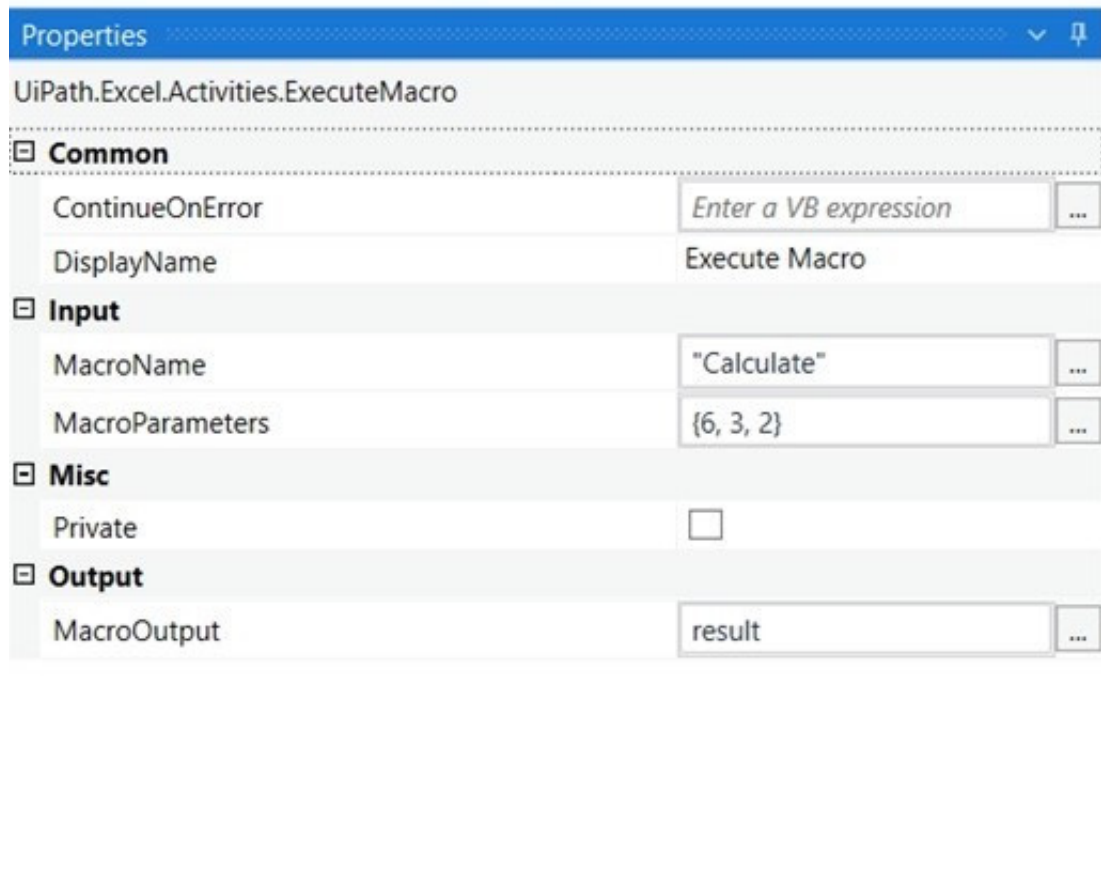 Properties
UiPath.Excel.Activities.ExecuteMacro
Common
ContinueOnError Enter a VB expression ...
DisplayName Execute Macro
Input
MacroName "Calculate" ...
MacroParameters {6, 3, 2} ...
Misc
Private
Output
MacroOutput result ...